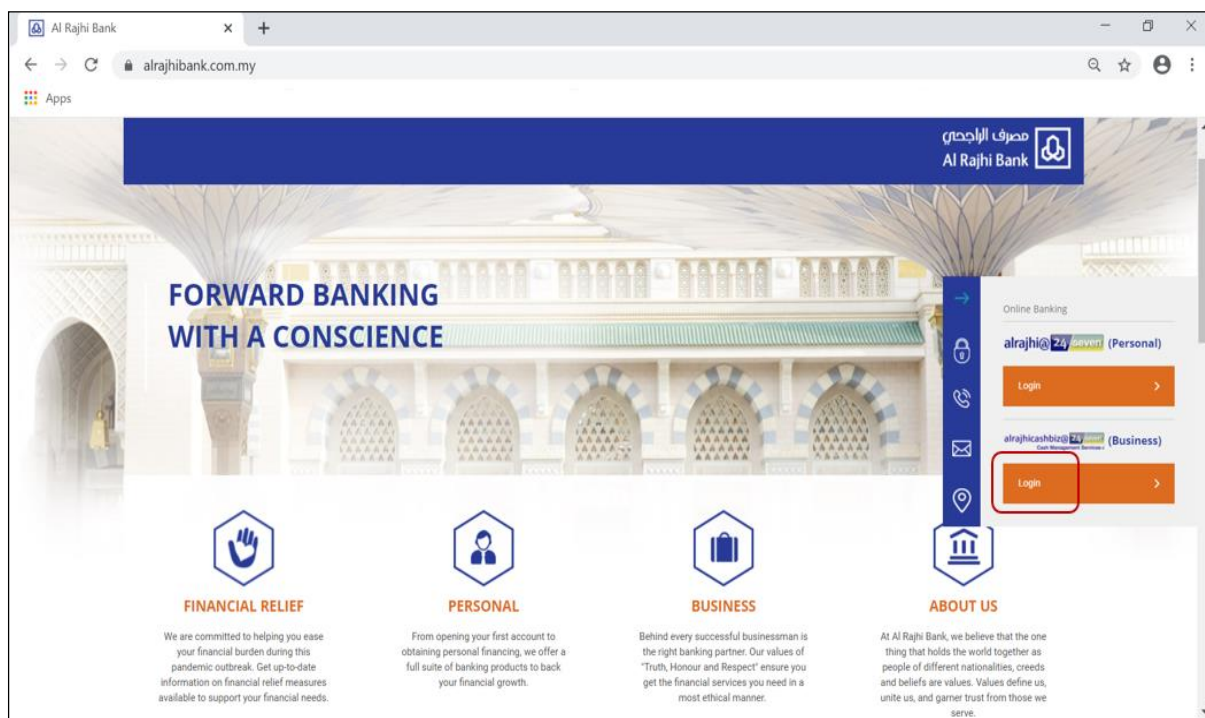 Al Rajhi Bank
alrajhibank.com.my
Apps
مصرف الراجحي
Al Rajhi Bank
FORWARD BANKING
WITH A CONSCIENCE
Online Banking
alrajhi@24seven (Personal)
Login
alrajhicashbiz@24seven (Business)
Cash Management Services
Login
FINANCIAL RELIEF
We are committed to helping you ease
your financial burden during this
pandemic outbreak. Get up-to-date
information on financial relief measures
available to support your financial needs.
PERSONAL
From opening your first account to
obtaining personal financing, we offer a
full suite of banking products to back
your financial growth.
BUSINESS
Behind every successful businessman is
the right banking partner. Our values of
"Truth, Honour and Respect" ensure you
get the financial services you need in a
most ethical manner.
ABOUT US
At Al Rajhi Bank, we believe that the one
thing that holds the world together as
people of different nationalities, creeds
and beliefs are values. Values define us,
unite us, and garner trust from those we
serve.